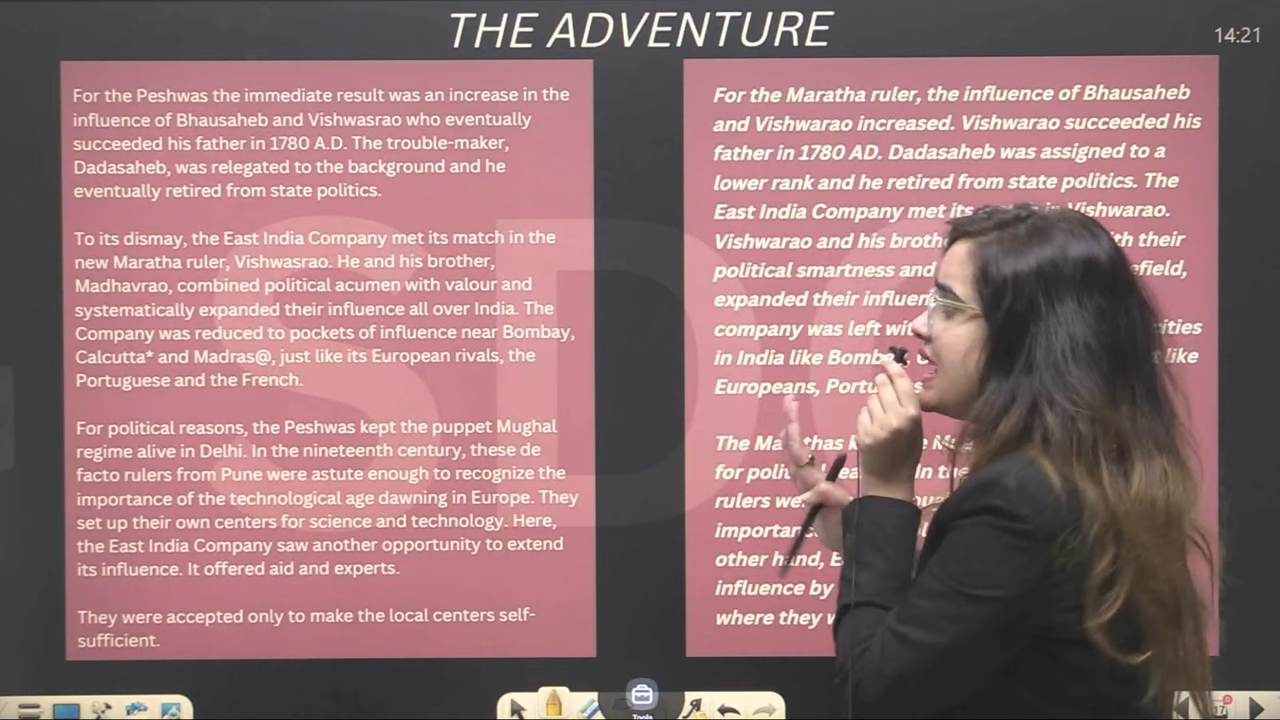 THE ADVENTURE
14:21
For the Peshwas the immediate result was an increase in the
influence of Bhausaheb and Vishwasrao who eventually
succeeded his father in 1780 A.D. The trouble-maker,
Dadasaheb, was relegated to the background and he
eventually retired from state politics.
To its dismay, the East India Company met its match in the
new Maratha ruler, Vishwasrao. He and his brother,
Madhavrao, combined political acumen with valour and
systematically expanded their influence all over India. The
Company was reduced to pockets of influence near Bombay,
Calcutta* and Madras@, just like its European rivals, the
Portuguese and the French.
For political reasons, the Peshwas kept the puppet Mughal
regime alive in Delhi. In the nineteenth century, these de
facto rulers from Pune were astute enough to recognize the
importance of the technological age dawning in Europe. They
set up their own centers for science and technology. Here,
the East India Company saw another opportunity to extend
its influence. It offered aid and experts.
They were accepted only to make the local centers self-
sufficient.
For the Maratha ruler, the influence of Bhausaheb
and Vishwarao increased. Vishwarao succeeded his
father in 1780 AD. Dadasaheb was assigned to a
lower rank and he retired from state politics. The
East India Company met its in Vishwarao.
Vishwarao and his their
political smartness and
expanded their
company was left
in India like like
Europeans,
The
for In
rulers
other hand,
influence by
where they
SD
Tools